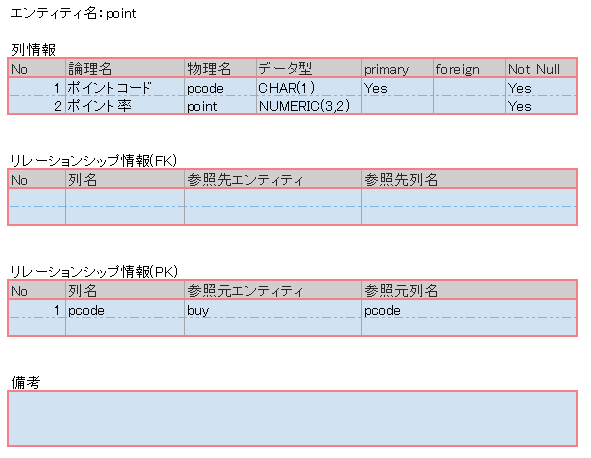 エンティティ名：point
列情報
No 論理名 物理名 データ型 primary foreign Not Null
1 ポイントコード pcode CHAR(1) Yes Yes
2 ポイント率 point NUMERIC(3,2) Yes
リレーションシップ情報(FK)
No 列名 参照先エンティティ 参照先列名
リレーションシップ情報(PK)
No 列名 参照元エンティティ 参照元列名
1 pcode buy pcode
備考